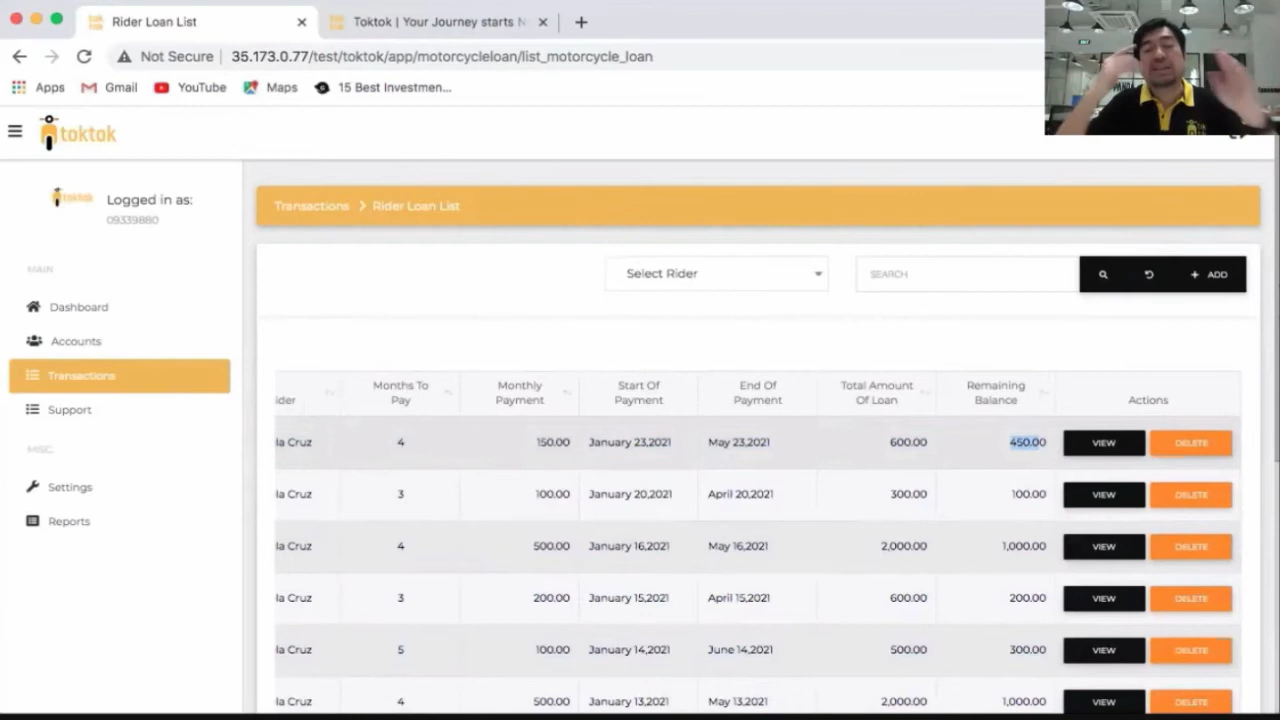 Rider Loan List
Toktok | Your Journey starts N
Not Secure | 35.173.0.77/test/toktok/app/motorcycleloan/list_motorcycle_loan
Apps Gmail YouTube Maps 15 Best Investmen...
toktok
toktok Logged in as:
09339880
MAIN
Dashboard
Accounts
Transactions
Support
MISC.
Settings
Reports
Transactions > Rider Loan List
Select Rider SEARCH + ADD
ider Months To Pay Monthly Payment Start Of Payment End Of Payment Total Amount Of Loan Remaining Balance Actions
la Cruz 4 150.00 January 23,2021 May 23,2021 600.00 450.00 VIEW DELETE
la Cruz 3 100.00 January 20,2021 April 20,2021 300.00 100.00 VIEW DELETE
la Cruz 4 500.00 January 16,2021 May 16,2021 2,000.00 1,000.00 VIEW DELETE
la Cruz 3 200.00 January 15,2021 April 15,2021 600.00 200.00 VIEW DELETE
la Cruz 5 100.00 January 14,2021 June 14,2021 500.00 300.00 VIEW DELETE
la Cruz 4 500.00 January 13,2021 May 13,2021 2,000.00 1,000.00 VIEW DELETE